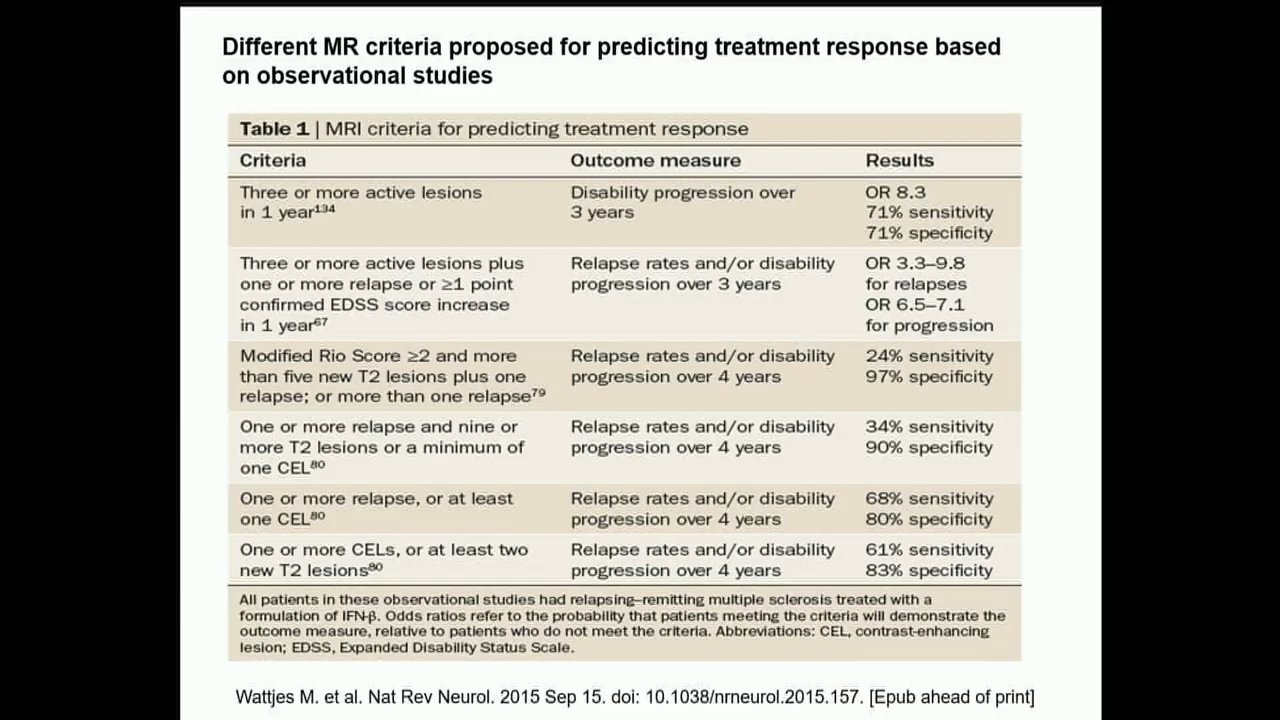 Different MR criteria proposed for predicting treatment response based
on observational studies
Table 1 | MRI criteria for predicting treatment response
Criteria Outcome measure Results
Three or more active lesions
in 1 year¹³⁴
Disability progression over
3 years
OR 8.3
71% sensitivity
71% specificity
Three or more active lesions plus
one or more relapse or ≥1 point
confirmed EDSS score increase
in 1 year⁶⁷
Relapse rates and/or disability
progression over 3 years
OR 3.3–9.8
for relapses
OR 6.5–7.1
for progression
Modified Rio Score ≥2 and more
than five new T2 lesions plus one
relapse; or more than one relapse⁷⁹
Relapse rates and/or disability
progression over 4 years
24% sensitivity
97% specificity
One or more relapse and nine or
more T2 lesions or a minimum of
one CEL⁸⁰
Relapse rates and/or disability
progression over 4 years
34% sensitivity
90% specificity
One or more relapse, or at least
one CEL⁸⁰
Relapse rates and/or disability
progression over 4 years
68% sensitivity
80% specificity
One or more CELs, or at least two
new T2 lesions⁸⁰
Relapse rates and/or disability
progression over 4 years
61% sensitivity
83% specificity
All patients in these observational studies had relapsing–remitting multiple sclerosis treated with a
formulation of IFN-β. Odds ratios refer to the probability that patients meeting the criteria will demonstrate the
outcome measure, relative to patients who do not meet the criteria. Abbreviations: CEL, contrast-enhancing
lesion; EDSS, Expanded Disability Status Scale.
Wattjes M. et al. Nat Rev Neurol. 2015 Sep 15. doi: 10.1038/nrneurol.2015.157. [Epub ahead of print]